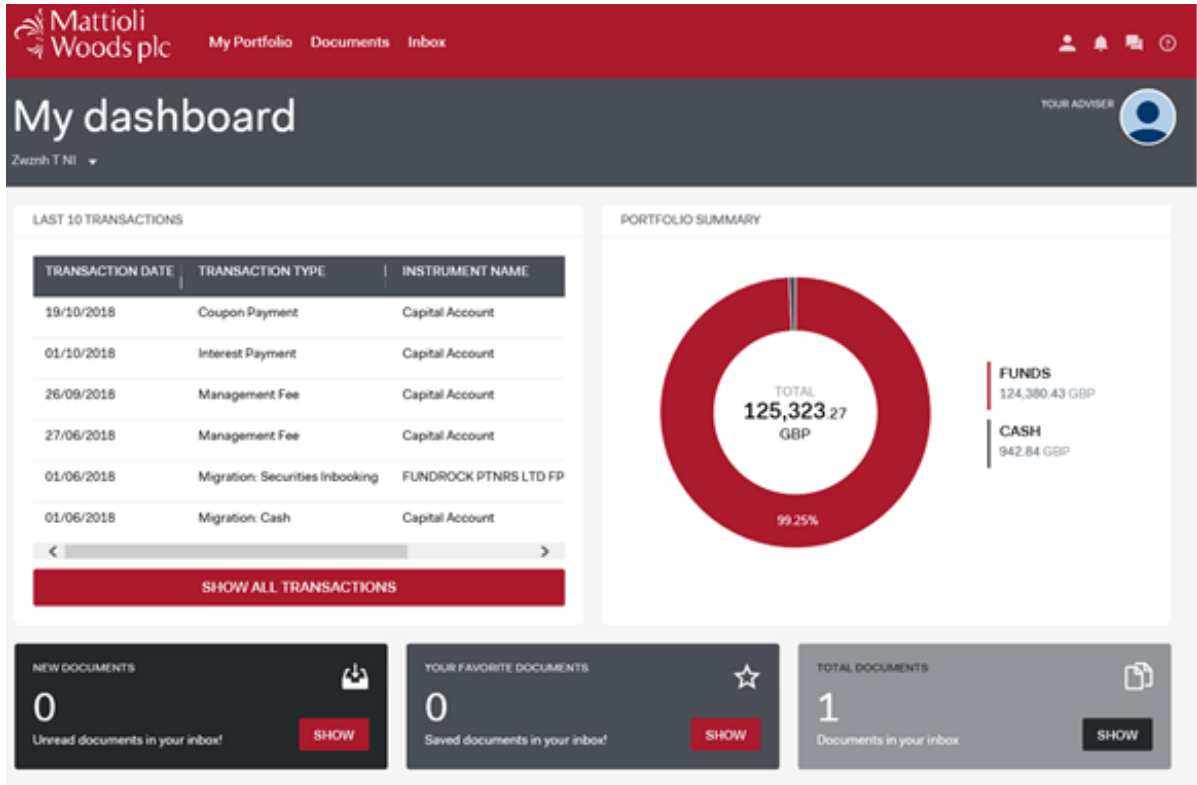 Mattioli
Woods plc
My Portfolio Documents Inbox
My dashboard
YOUR ADVISER
Zwznh T NI
LAST 10 TRANSACTIONS
TRANSACTION DATE TRANSACTION TYPE INSTRUMENT NAME
19/10/2018 Coupon Payment Capital Account
01/10/2018 Interest Payment Capital Account
26/09/2018 Management Fee Capital Account
27/06/2018 Management Fee Capital Account
01/06/2018 Migration: Securities Inbooking FUNDROCK PTNRS LTD FP
01/06/2018 Migration: Cash Capital Account
SHOW ALL TRANSACTIONS
PORTFOLIO SUMMARY
TOTAL
125,323.27
GBP
99.25%
FUNDS
124,380.43 GBP
CASH
942.84 GBP
NEW DOCUMENTS
0
Unread documents in your inbox!
SHOW
YOUR FAVORITE DOCUMENTS
0
Saved documents in your inbox!
SHOW
TOTAL DOCUMENTS
1
Documents in your inbox
SHOW